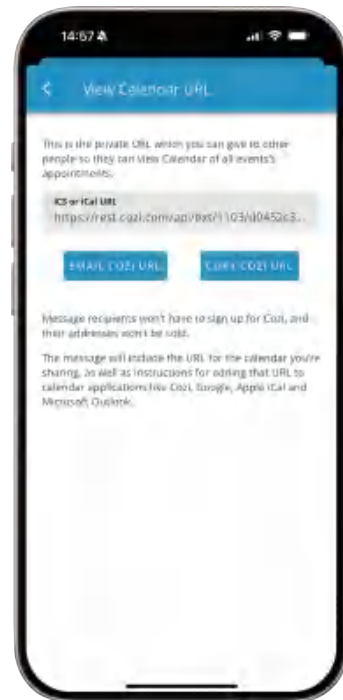 14:57
View Calendar URL
This is the private URL which you can give to other
people so they can view Calendar of all events's
appointments.
ICS or iCal URL
https://rest.cozi.com/api/ext/1103/d0452c3...
EMAIL COZI URL COPY COZI URL
Message recipients won't have to sign up for Cozi, and
their addresses won't be sold.
The message will include the URL for the calendar you're
sharing, as well as instructions for adding that URL to
calendar applications like Cozi, Google, Apple iCal and
Microsoft Outlook.